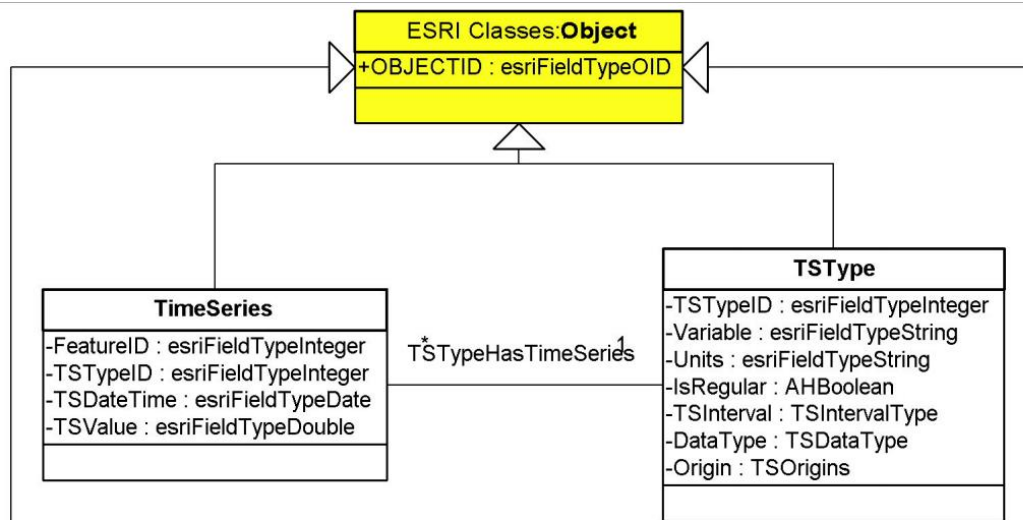 ESRI Classes:Object
+OBJECTID : esriFieldTypeOID
TimeSeries
-FeatureID : esriFieldTypeInteger
-TSTypeID : esriFieldTypeInteger
-TSDateTime : esriFieldTypeDate
-TSValue : esriFieldTypeDouble
* 1
TSTypeHasTimeSeries
TSType
-TSTypeID : esriFieldTypeInteger
-Variable : esriFieldTypeString
-Units : esriFieldTypeString
-IsRegular : AHBoolean
-TSInterval : TSIntervalType
-DataType : TSDataType
-Origin : TSOrigins